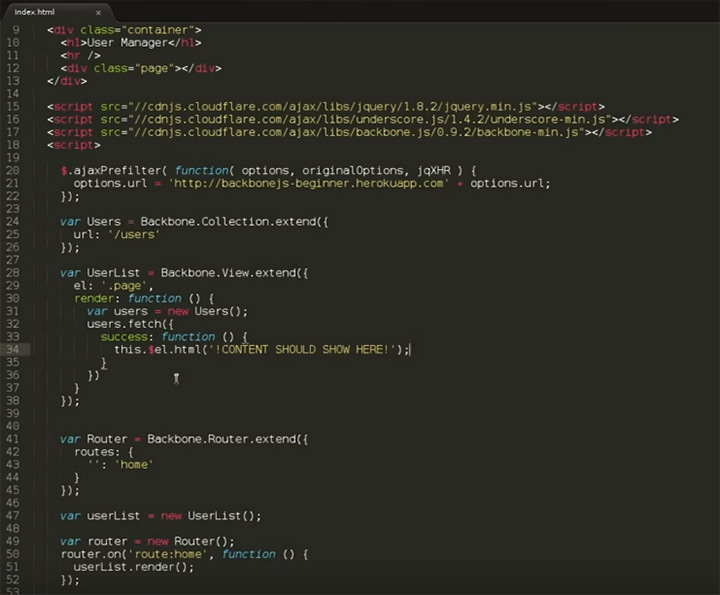 index.html ×
9 <div class="container">
10 <h1>User Manager</h1>
11 <hr />
12 <div class="page"></div>
13 </div>
14
15 <script src="//cdnjs.cloudflare.com/ajax/libs/jquery/1.8.2/jquery.min.js"></script>
16 <script src="//cdnjs.cloudflare.com/ajax/libs/underscore.js/1.4.2/underscore-min.js"></script>
17 <script src="//cdnjs.cloudflare.com/ajax/libs/backbone.js/0.9.2/backbone-min.js"></script>
18 <script>
19
20 $.ajaxPrefilter( function( options, originalOptions, jqXHR ) {
21 options.url = 'http://backbonejs-beginner.herokuapp.com' + options.url;
22 });
23
24 var Users = Backbone.Collection.extend({
25 url: '/users'
26 });
27
28 var UserList = Backbone.View.extend({
29 el: '.page',
30 render: function () {
31 var users = new Users();
32 users.fetch({
33 success: function () {
34 this.$el.html('!CONTENT SHOULD SHOW HERE!');
35 }
36 })
37 }
38 });
39
40
41 var Router = Backbone.Router.extend({
42 routes: {
43 '': 'home'
44 }
45 });
46
47 var userList = new UserList();
48
49 var router = new Router();
50 router.on('route:home', function () {
51 userList.render();
52 });
53